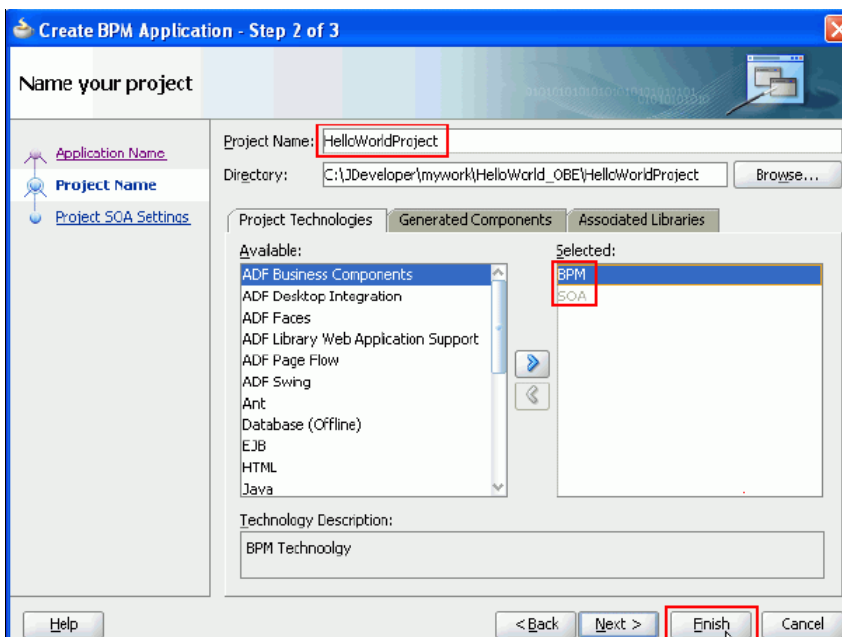 Create BPM Application - Step 2 of 3
Name your project
Application Name
Project Name
Project SOA Settings
Project Name: HelloWorldProject
Directory: C:\JDeveloper\mywork\HelloWorld_OBE\HelloWorldProject Browse...
Project Technologies Generated Components Associated Libraries
Available:
ADF Business Components
ADF Desktop Integration
ADF Faces
ADF Library Web Application Support
ADF Page Flow
ADF Swing
Ant
Database (Offline)
EJB
HTML
Java
Selected:
BPM
SOA
Technology Description:
BPM Technoolgy
Help < Back Next > Finish Cancel